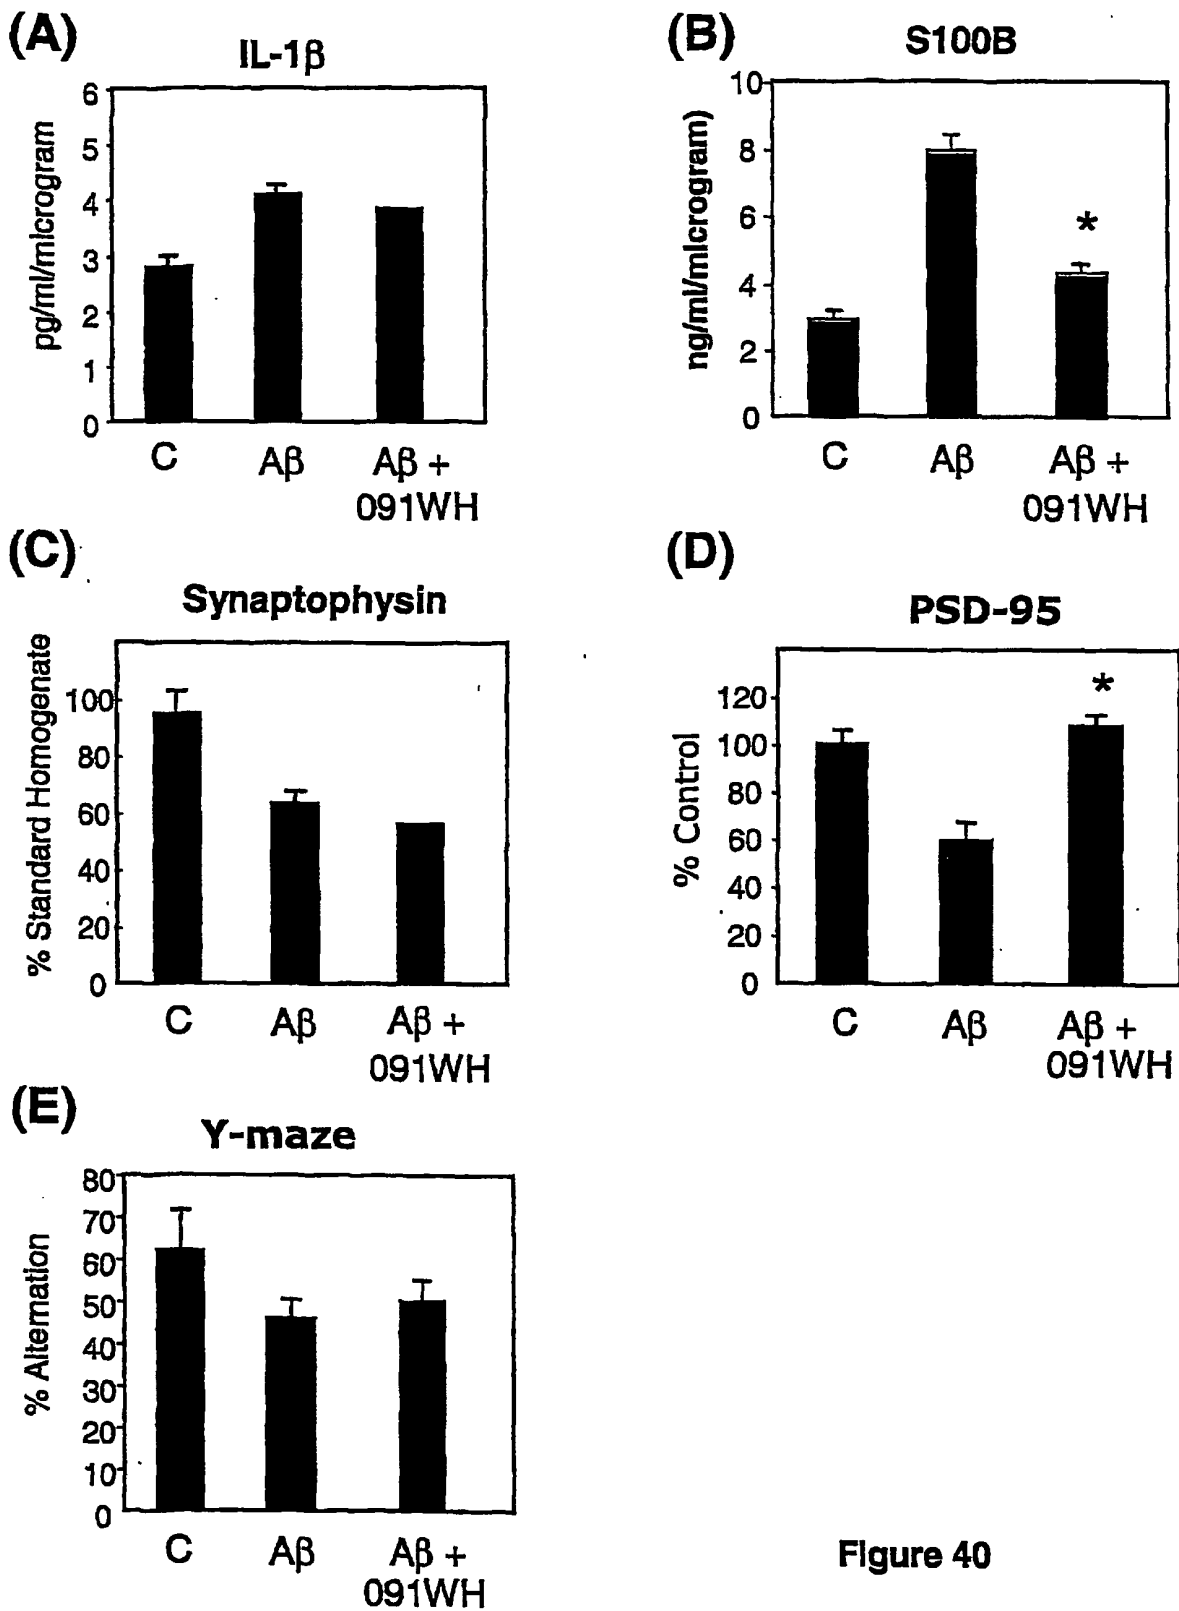 (A)
IL-1β
pg/ml/microgram
6
5
4
3
2
1
0
C
Aβ
Aβ +
091WH
(B)
S100B
ng/ml/microgram)
10
8
6
4
2
0
*
C
Aβ
Aβ +
091WH
(C)
Synaptophysin
% Standard Homogenate
100
80
60
40
20
0
C
Aβ
Aβ +
091WH
(D)
PSD-95
% Control
120
100
80
60
40
20
0
*
C
Aβ
Aβ +
091WH
(E)
Y-maze
% Alternation
80
70
60
50
40
30
20
10
0
C
Aβ
Aβ +
091WH
Figure 40